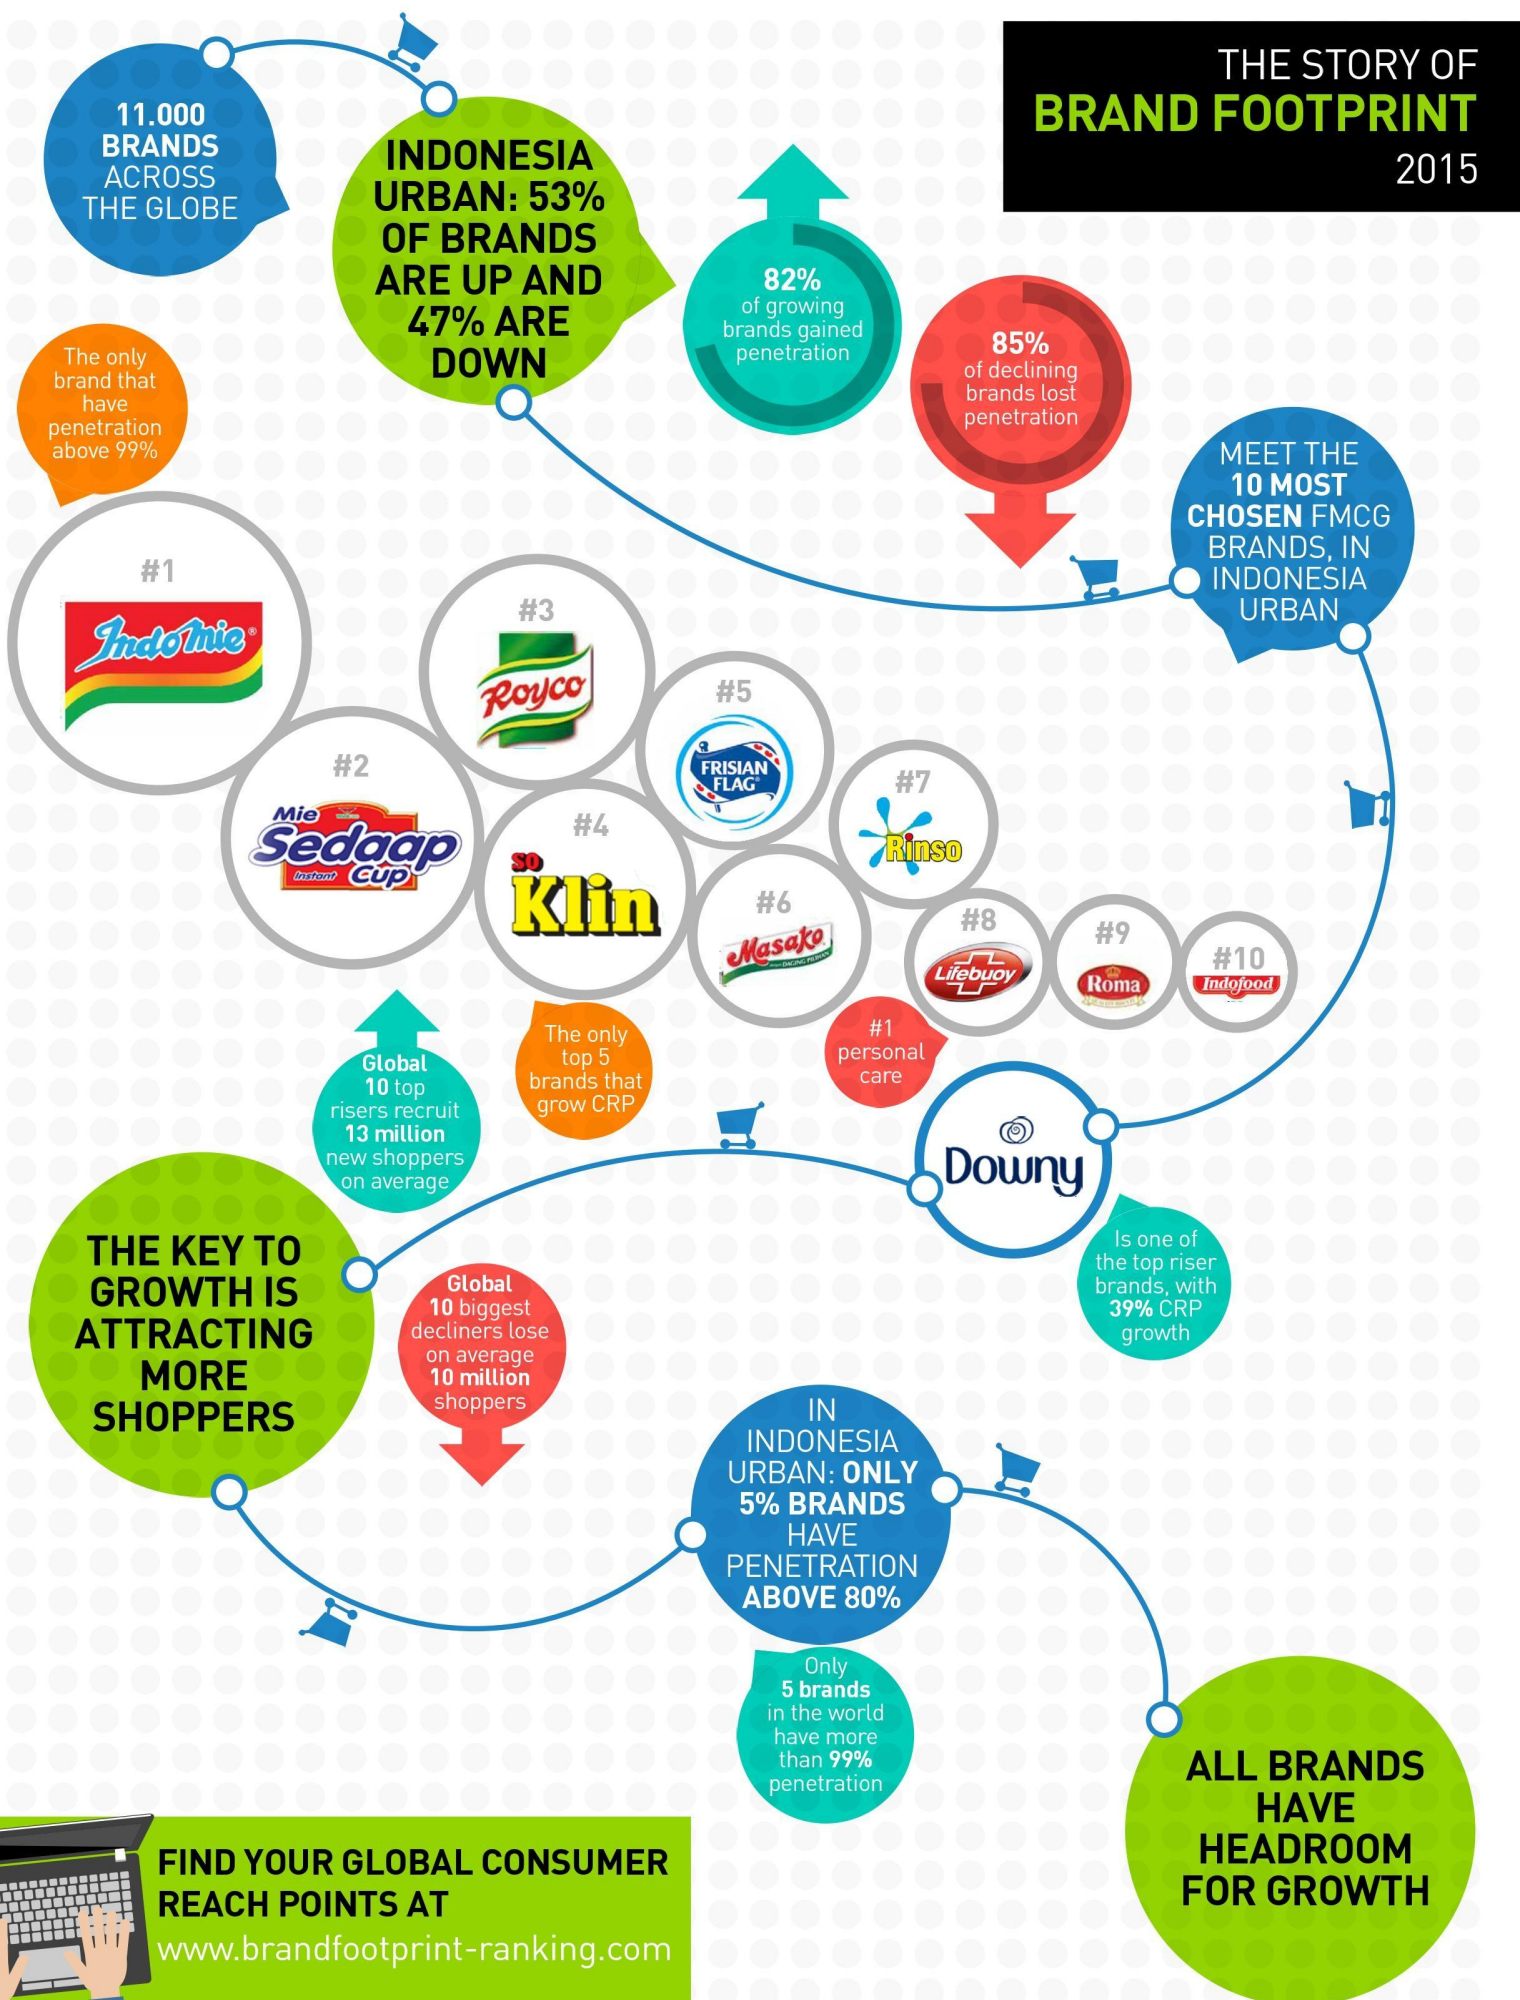 THE STORY OF
BRAND FOOTPRINT
2015
11.000
BRANDS
ACROSS
THE GLOBE
INDONESIA
URBAN: 53%
OF BRANDS
ARE UP AND
47% ARE
DOWN
82%
of growing
brands gained
penetration
85%
of declining
brands lost
penetration
MEET THE
10 MOST
CHOSEN FMCG
BRANDS, IN
INDONESIA
URBAN
The only
brand that
have
penetration
above 99%
#1
Indomie®
#2
Mie
Sedaap
Instant Cup
#3
Royco
#4
SO
Klin
#5
FRISIAN
FLAG
#6
Masako
#7
Rinso
#8
Lifebuoy
#9
Roma
#10
Indofood
The only
top 5
brands that
grow CRP
#1
personal
care
Downy
Is one of
the top riser
brands, with
39% CRP
growth
Global
10 top
risers recruit
13 million
new shoppers
on average
THE KEY TO
GROWTH IS
ATTRACTING
MORE
SHOPPERS
Global
10 biggest
decliners lose
on average
10 million
shoppers
IN
INDONESIA
URBAN: ONLY
5% BRANDS
HAVE
PENETRATION
ABOVE 80%
Only
5 brands
in the world
have more
than 99%
penetration
ALL BRANDS
HAVE
HEADROOM
FOR GROWTH
FIND YOUR GLOBAL CONSUMER
REACH POINTS AT
www.brandfootprint-ranking.com